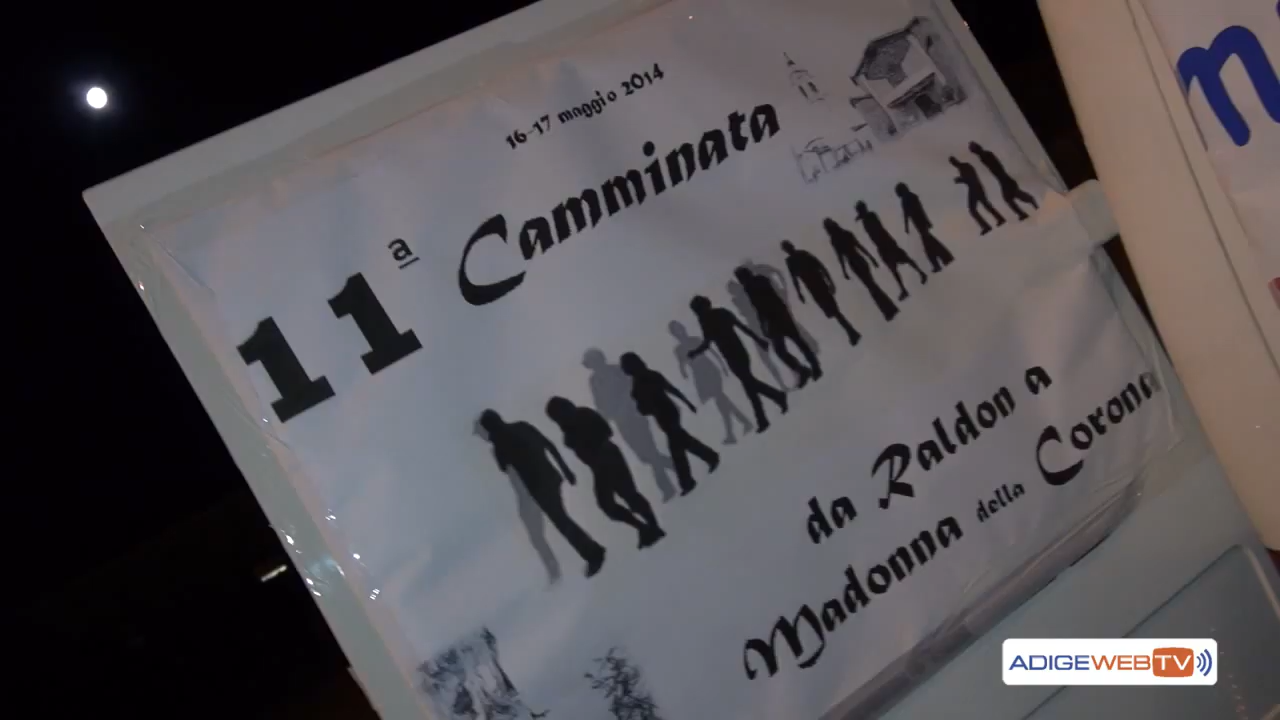 16-17 maggio 2014
11ª Camminata
da Raldon a
Madonna della Corona
ADIGEWEBTV